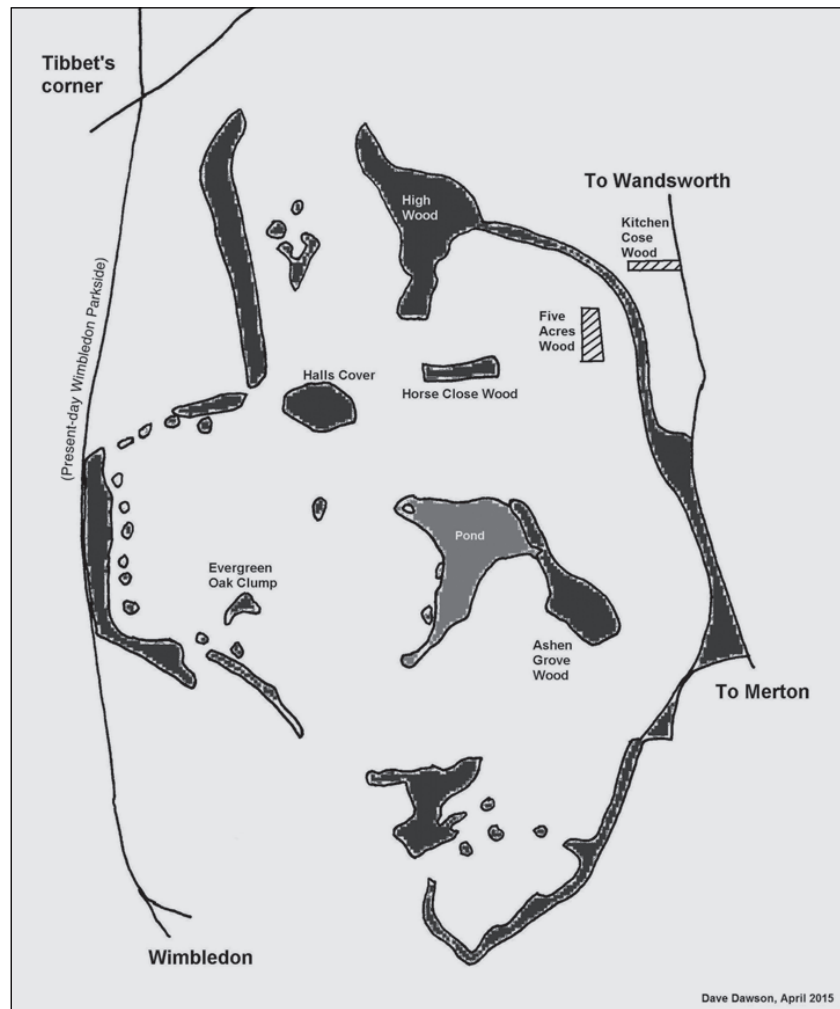 Tibbet's
corner
To Wandsworth
High
Wood
Kitchen
Cose
Wood
(Present-day Wimbledon Parkside)
Five
Acres
Wood
Halls Cover
Horse Close Wood
Pond
Evergreen
Oak Clump
Ashen
Grove
Wood
To Merton
Wimbledon
Dave Dawson, April 2015